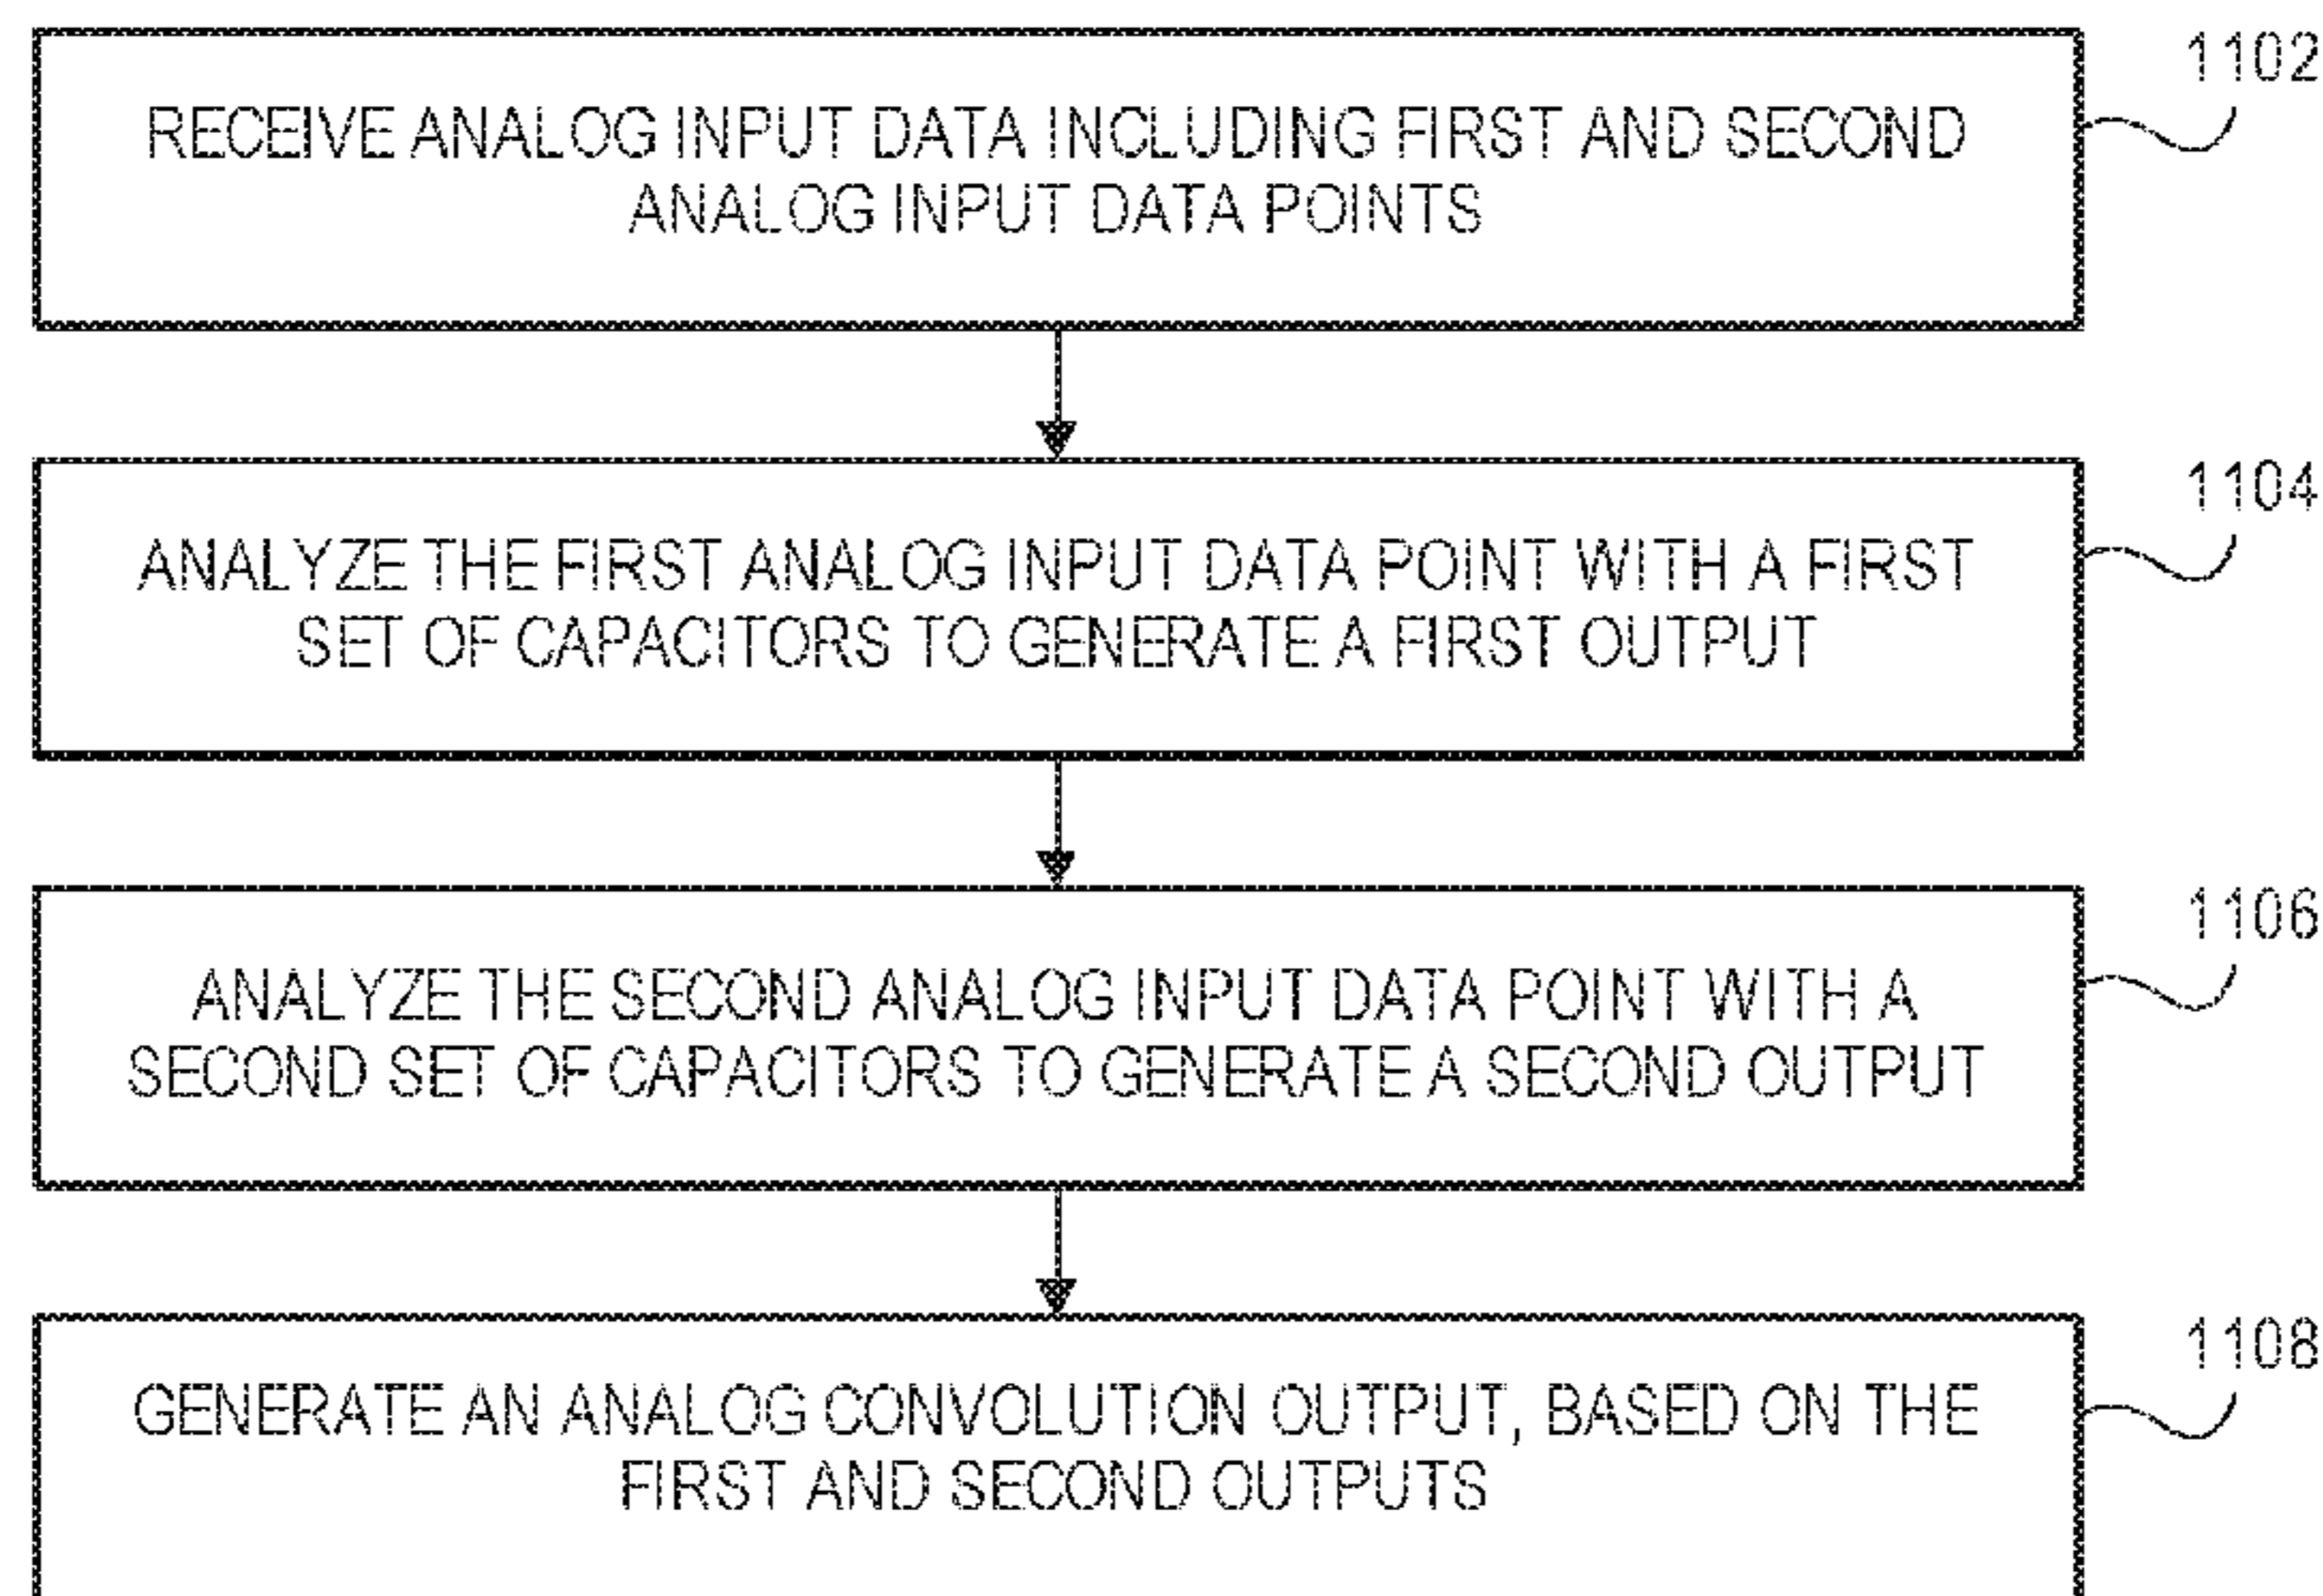 1102
RECEIVE ANALOG INPUT DATA INCLUDING FIRST AND SECOND
ANALOG INPUT DATA POINTS
1104
ANALYZE THE FIRST ANALOG INPUT DATA POINT WITH A FIRST
SET OF CAPACITORS TO GENERATE A FIRST OUTPUT
1106
ANALYZE THE SECOND ANALOG INPUT DATA POINT WITH A
SECOND SET OF CAPACITORS TO GENERATE A SECOND OUTPUT
1108
GENERATE AN ANALOG CONVOLUTION OUTPUT, BASED ON THE
FIRST AND SECOND OUTPUTS